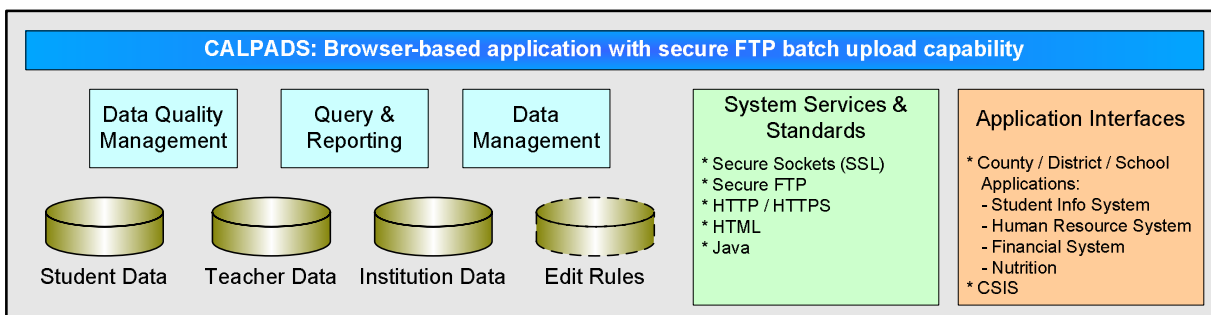 CALPADS: Browser-based application with secure FTP batch upload capability
Data Quality
Management
Query &
Reporting
Data
Management
Student Data
Teacher Data
Institution Data
Edit Rules
System Services &
Standards
* Secure Sockets (SSL)
* Secure FTP
* HTTP / HTTPS
* HTML
* Java
Application Interfaces
* County / District / School
Applications:
- Student Info System
- Human Resource System
- Financial System
- Nutrition
* CSIS